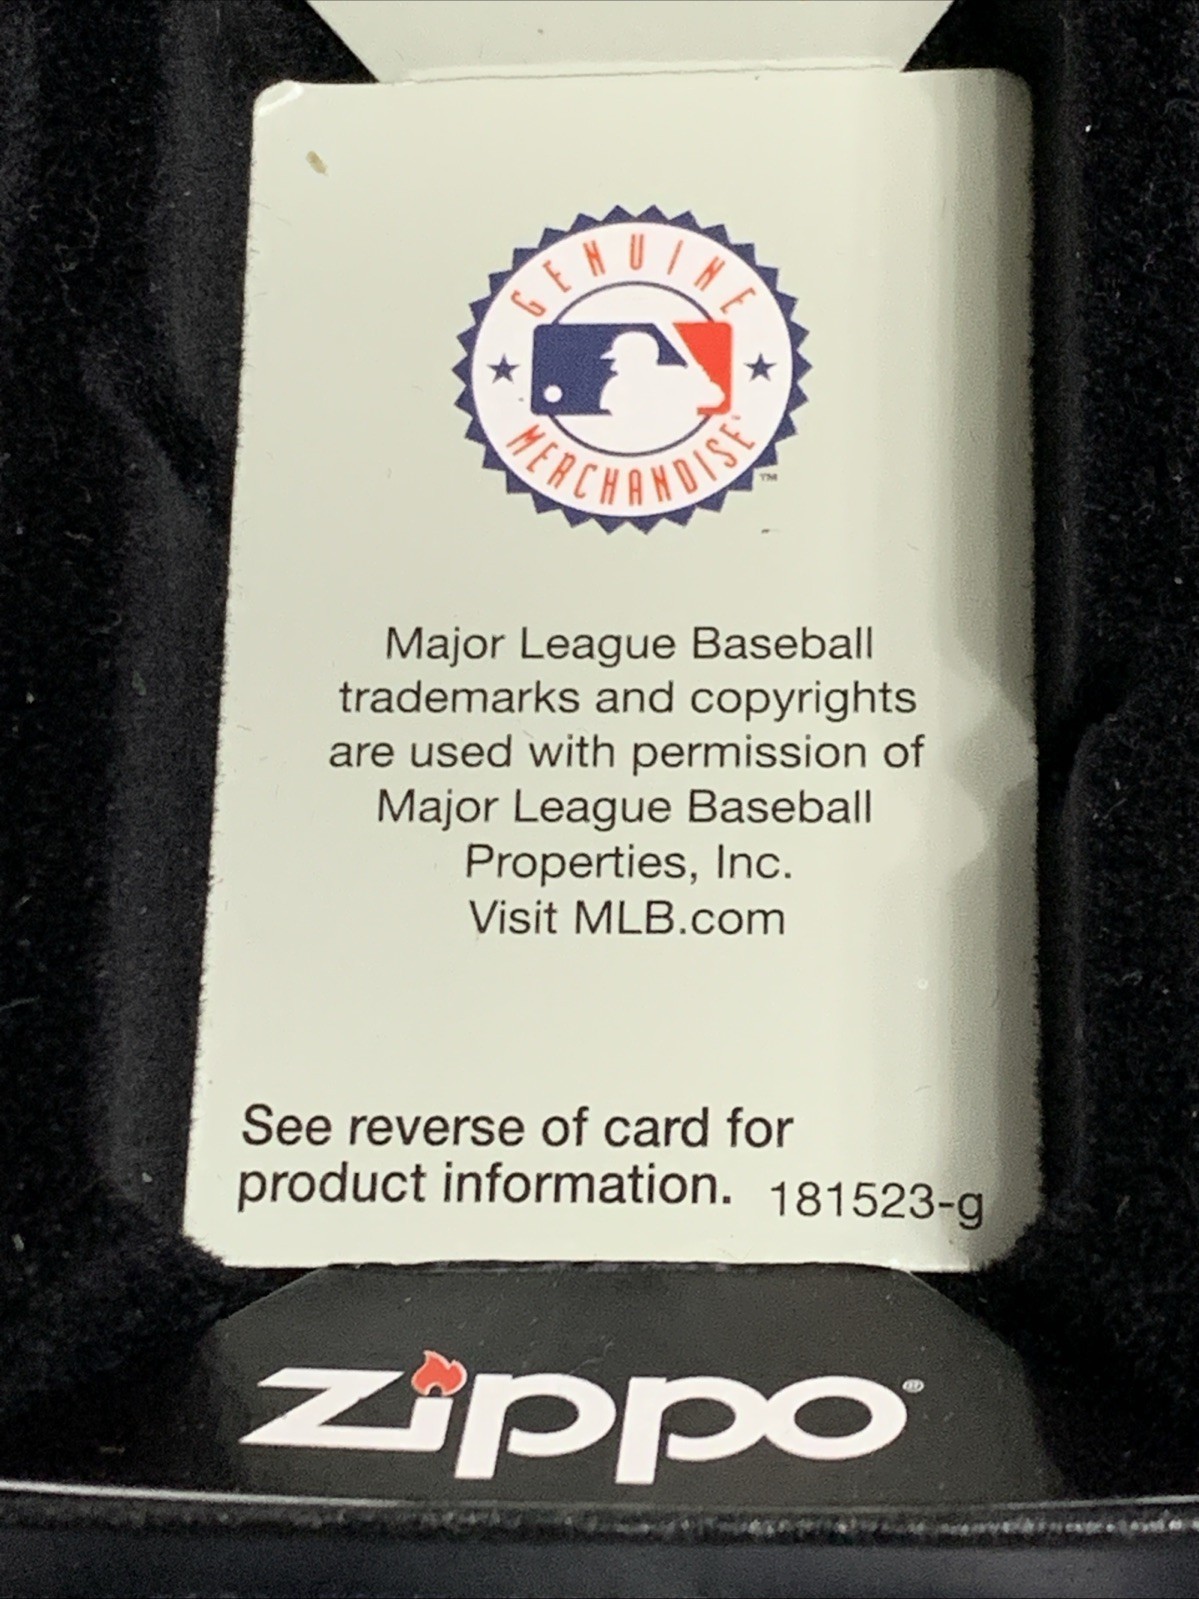 GENUINE
MERCHANDISE
TM
Major League Baseball
trademarks and copyrights
are used with permission of
Major League Baseball
Properties, Inc.
Visit MLB.com
See reverse of card for
product information. 181523-g
zippo®